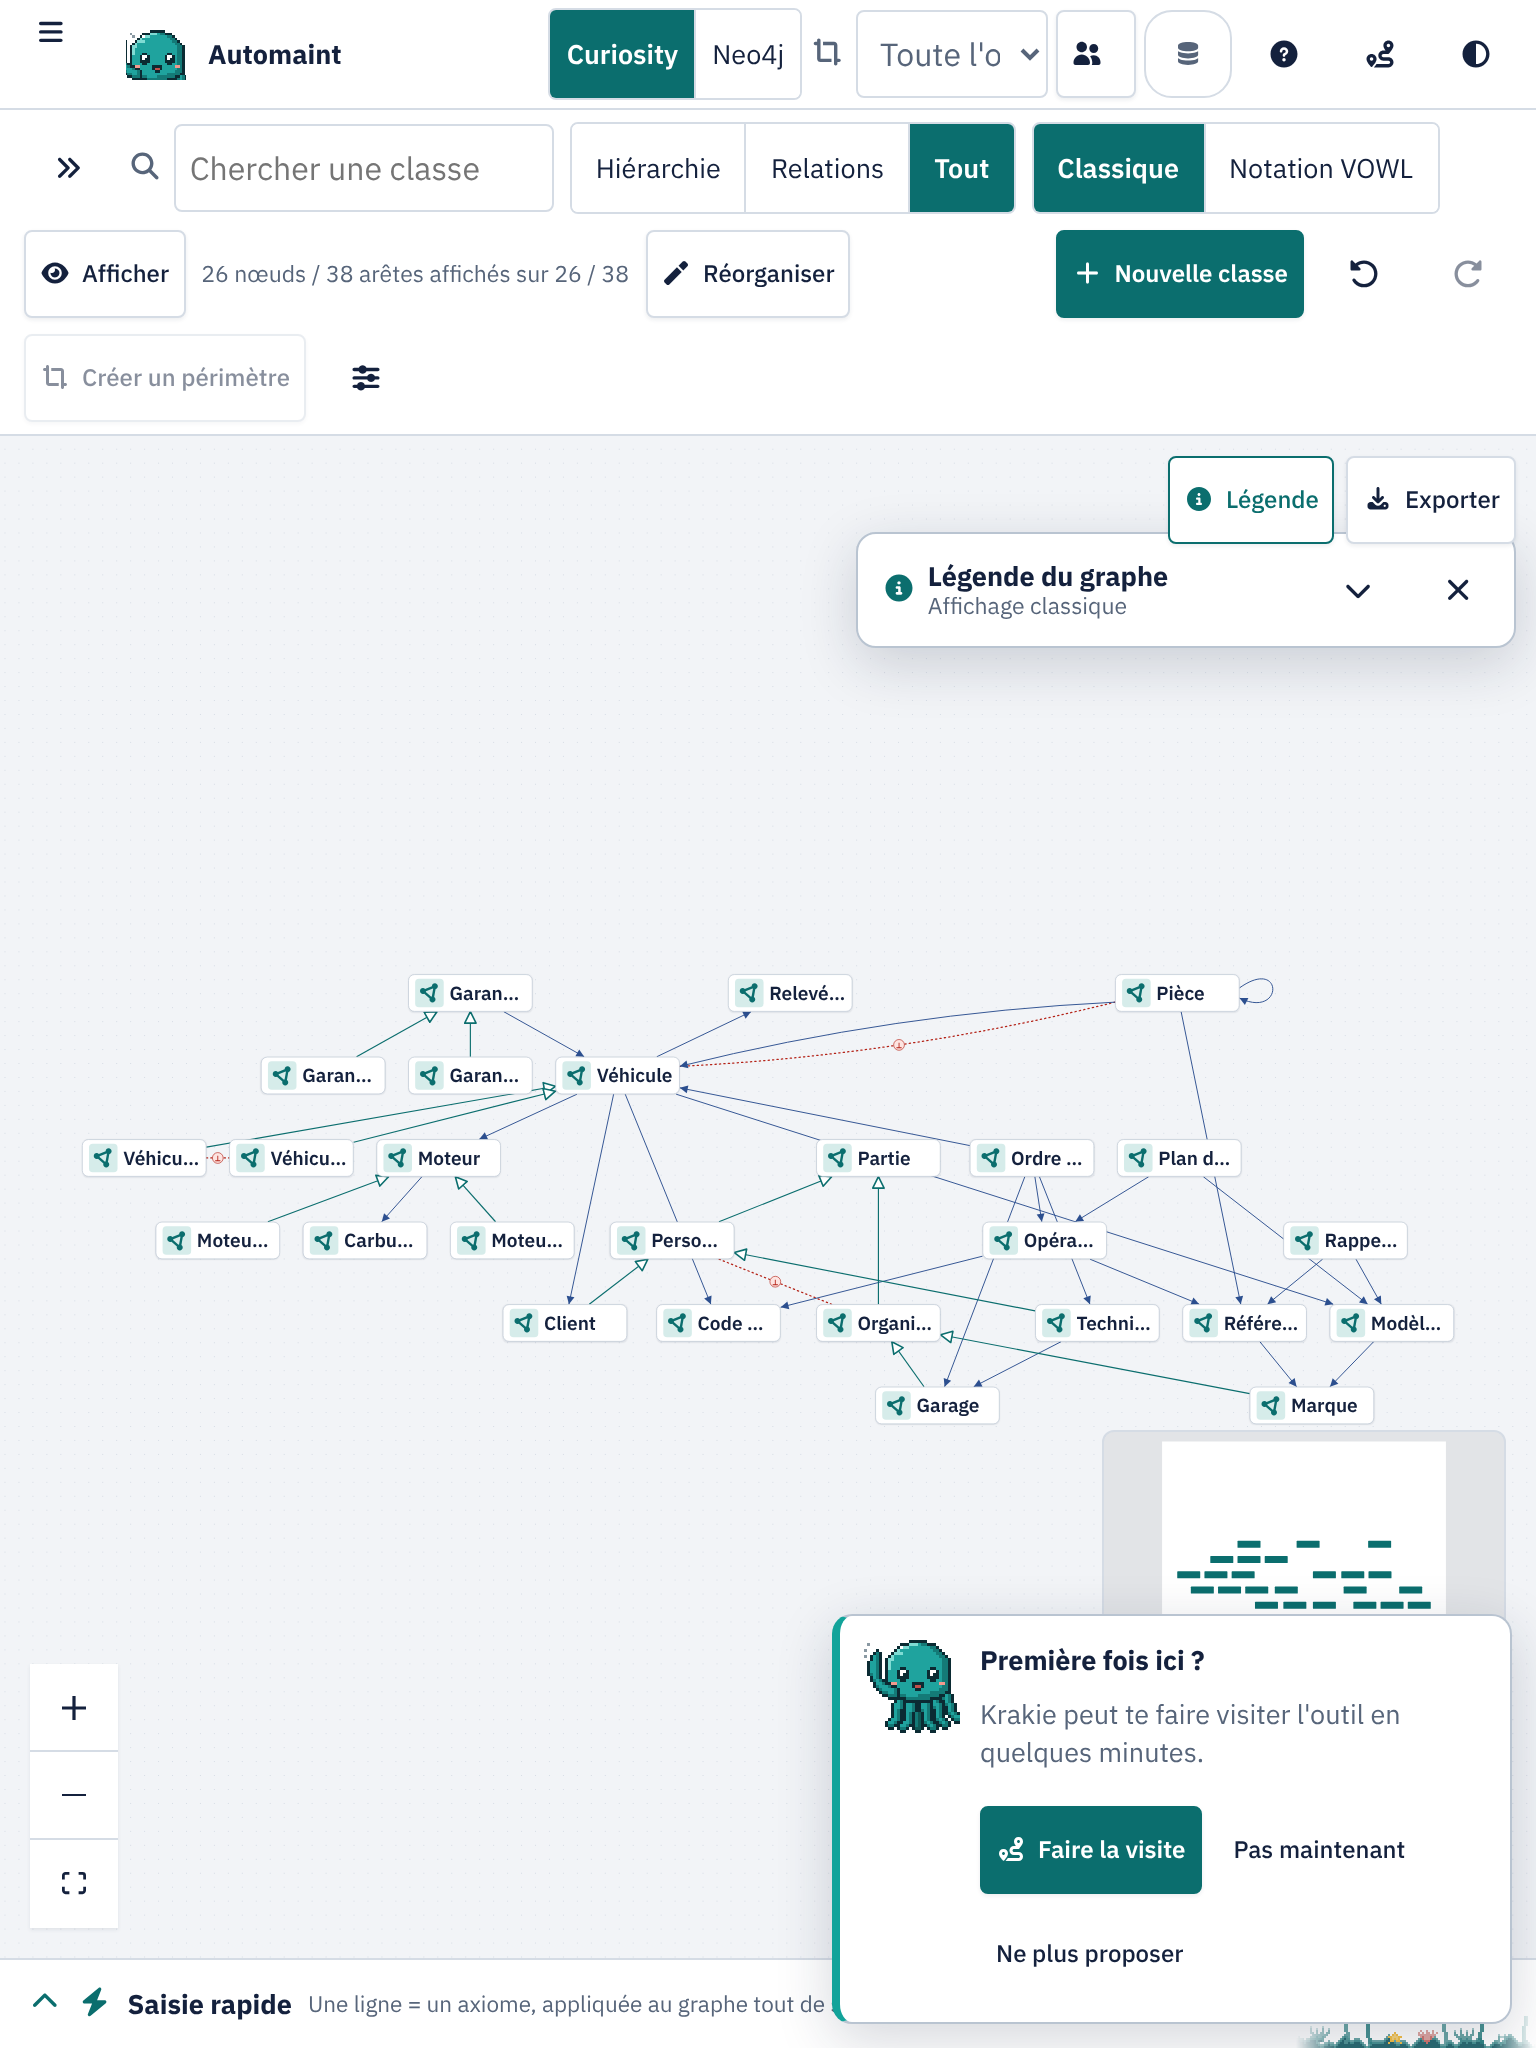 Automaint
Curiosity
Neo4j
Toute l'o
Chercher une classe
Hiérarchie
Relations
Tout
Classique
Notation VOWL
Afficher
26 nœuds / 38 arêtes affichés sur 26 / 38
Réorganiser
Nouvelle classe
Créer un périmètre
Légende
Exporter
Légende du graphe
Affichage classique
Garan...
Relevé...
Pièce
Garan...
Garan...
Véhicule
Véhicu...
Véhicu...
Moteur
Partie
Ordre ...
Plan d...
Moteu...
Carbu...
Moteu...
Perso...
Opéra...
Rappe...
Client
Code ...
Organi...
Techni...
Référe...
Modèl...
Garage
Marque
Première fois ici ?
Krakie peut te faire visiter l'outil en
quelques minutes.
Faire la visite
Pas maintenant
Ne plus proposer
Saisie rapide
Une ligne = un axiome, appliquée au graphe tout de